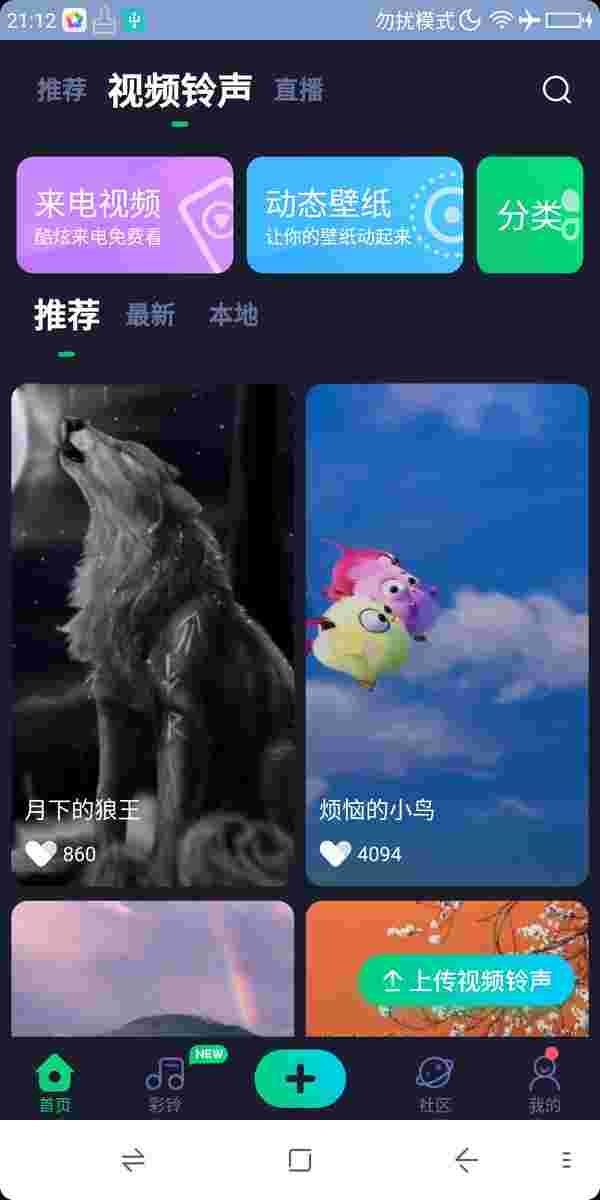 21:12 勿扰模式
推荐 视频铃声 直播
来电视频 动态壁纸 分类
酷炫来电免费看 让你的壁纸动起来
推荐 最新 本地
月下的狼王 烦恼的小鸟
860 4094
上传视频铃声
NEW
首页 彩铃 社区 我的